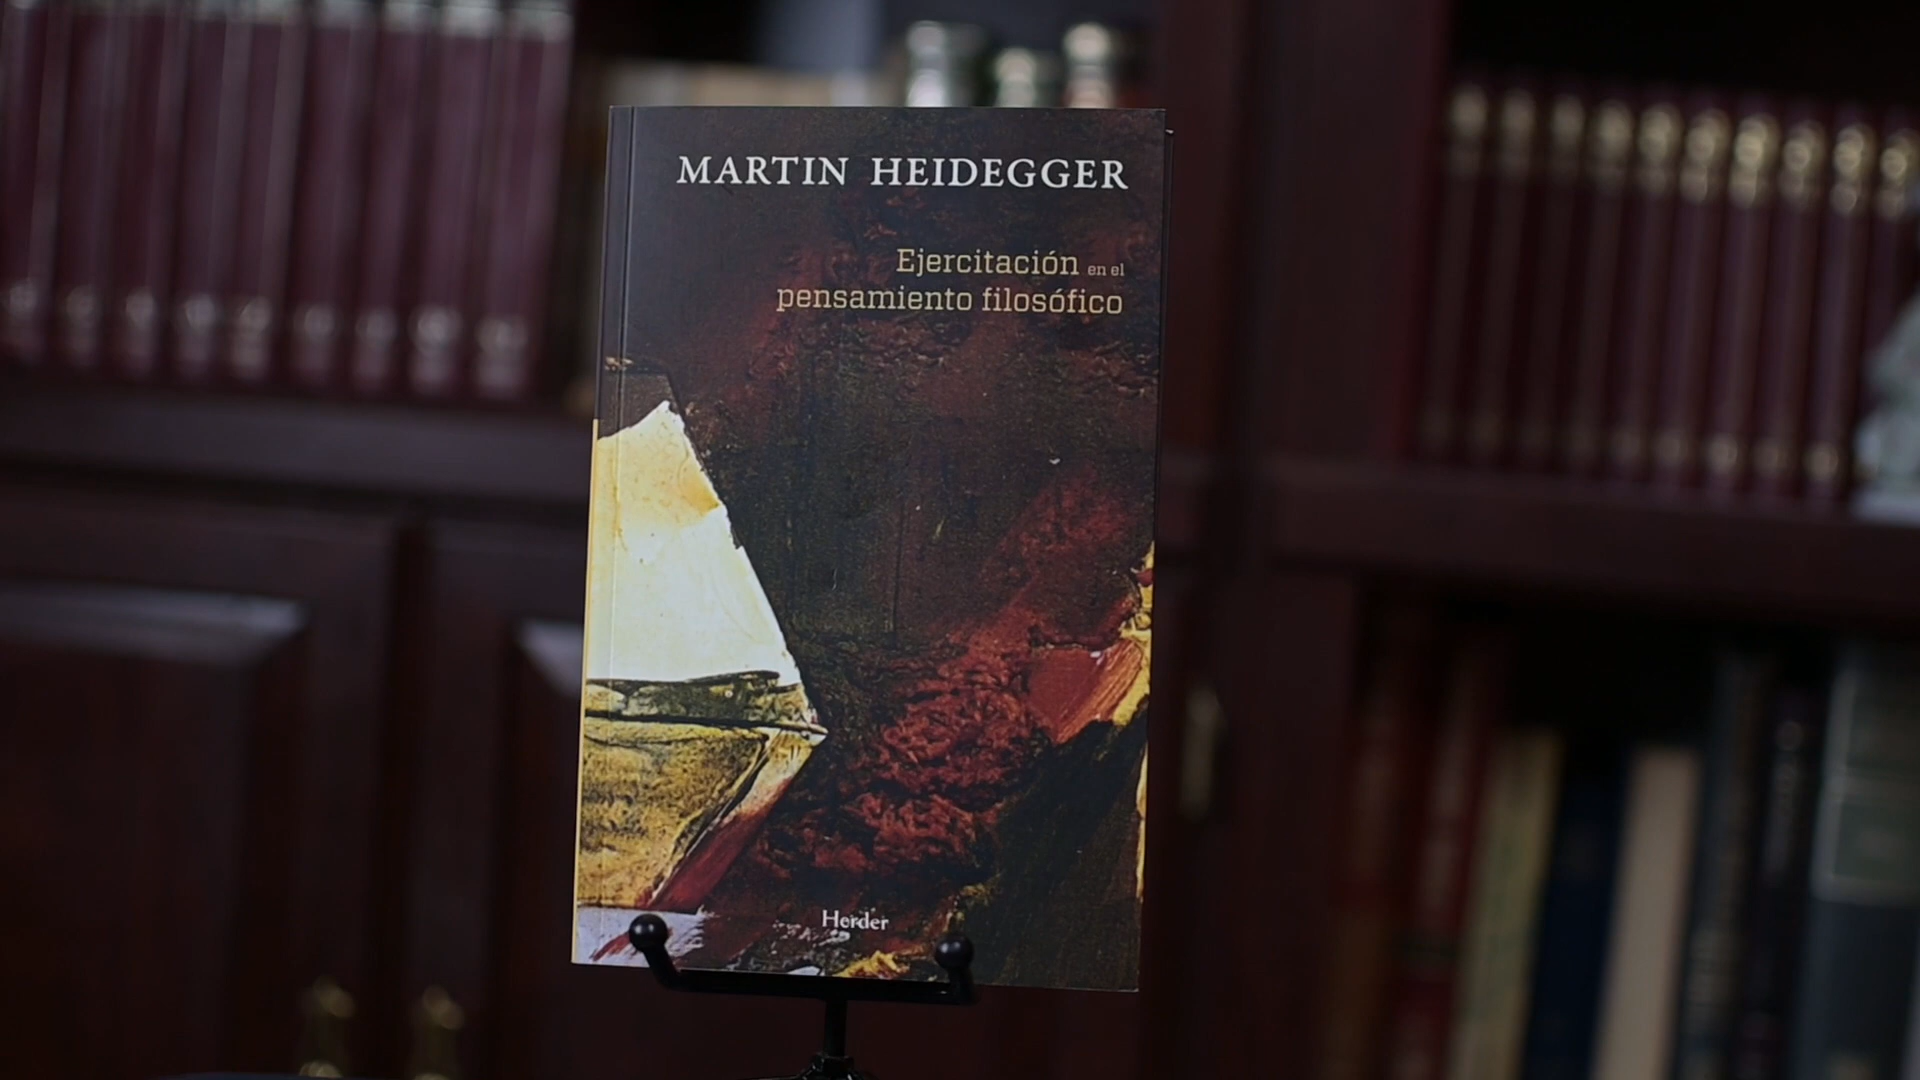 MARTIN HEIDEGGER
Ejercitación en el
pensamiento filosófico
Herder